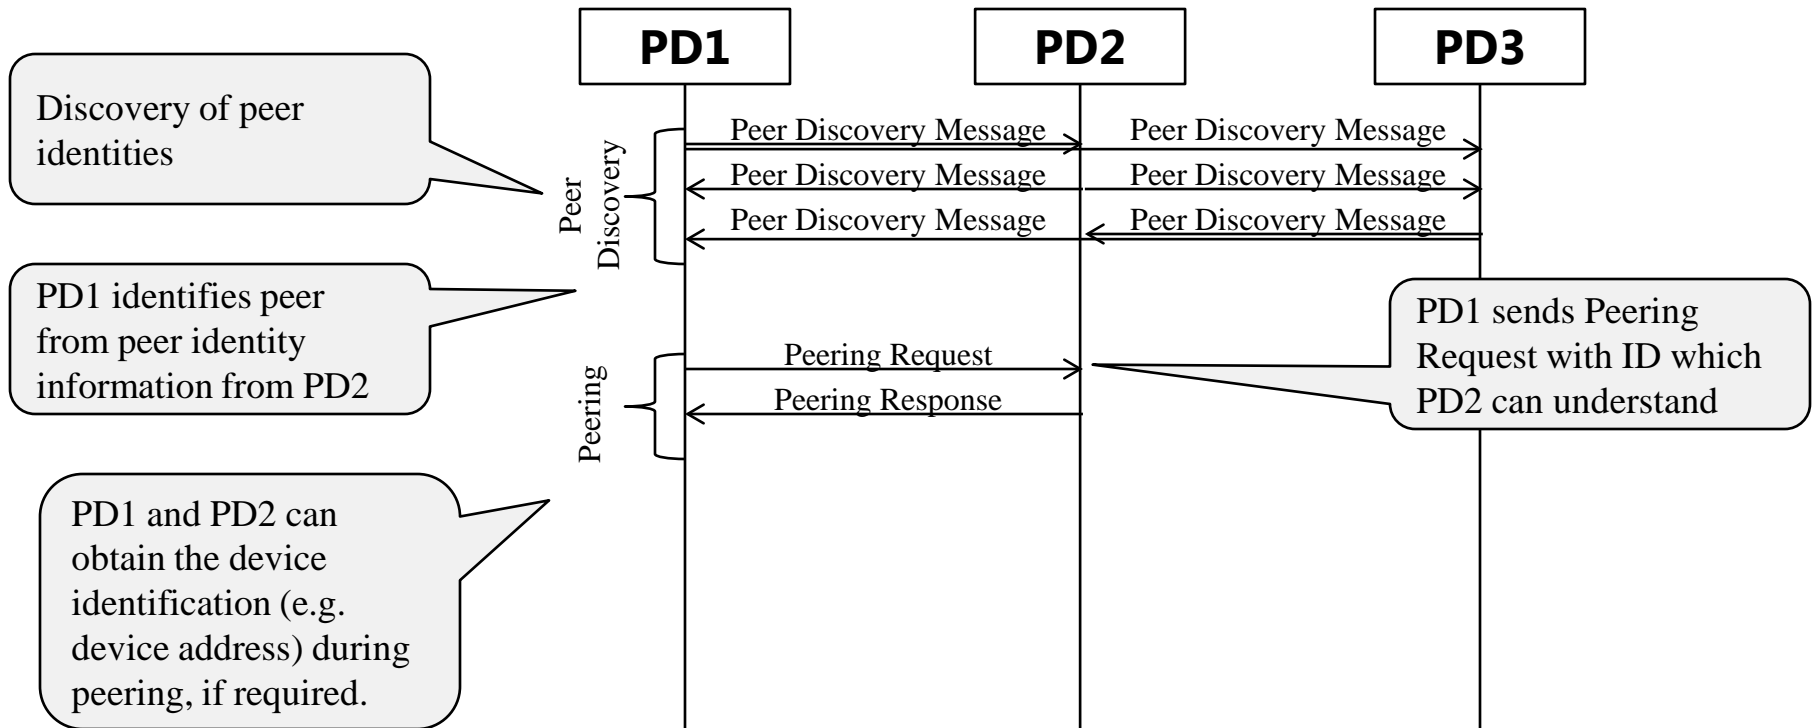 PD1
PD2
PD3
Discovery of peer
identities
Peer
Discovery
Peer Discovery Message
Peer Discovery Message
Peer Discovery Message
Peer Discovery Message
Peer Discovery Message
Peer Discovery Message
PD1 identifies peer
from peer identity
information from PD2
Peering
Peering Request
Peering Response
PD1 sends Peering
Request with ID which
PD2 can understand
PD1 and PD2 can
obtain the device
identification (e.g.
device address) during
peering, if required.